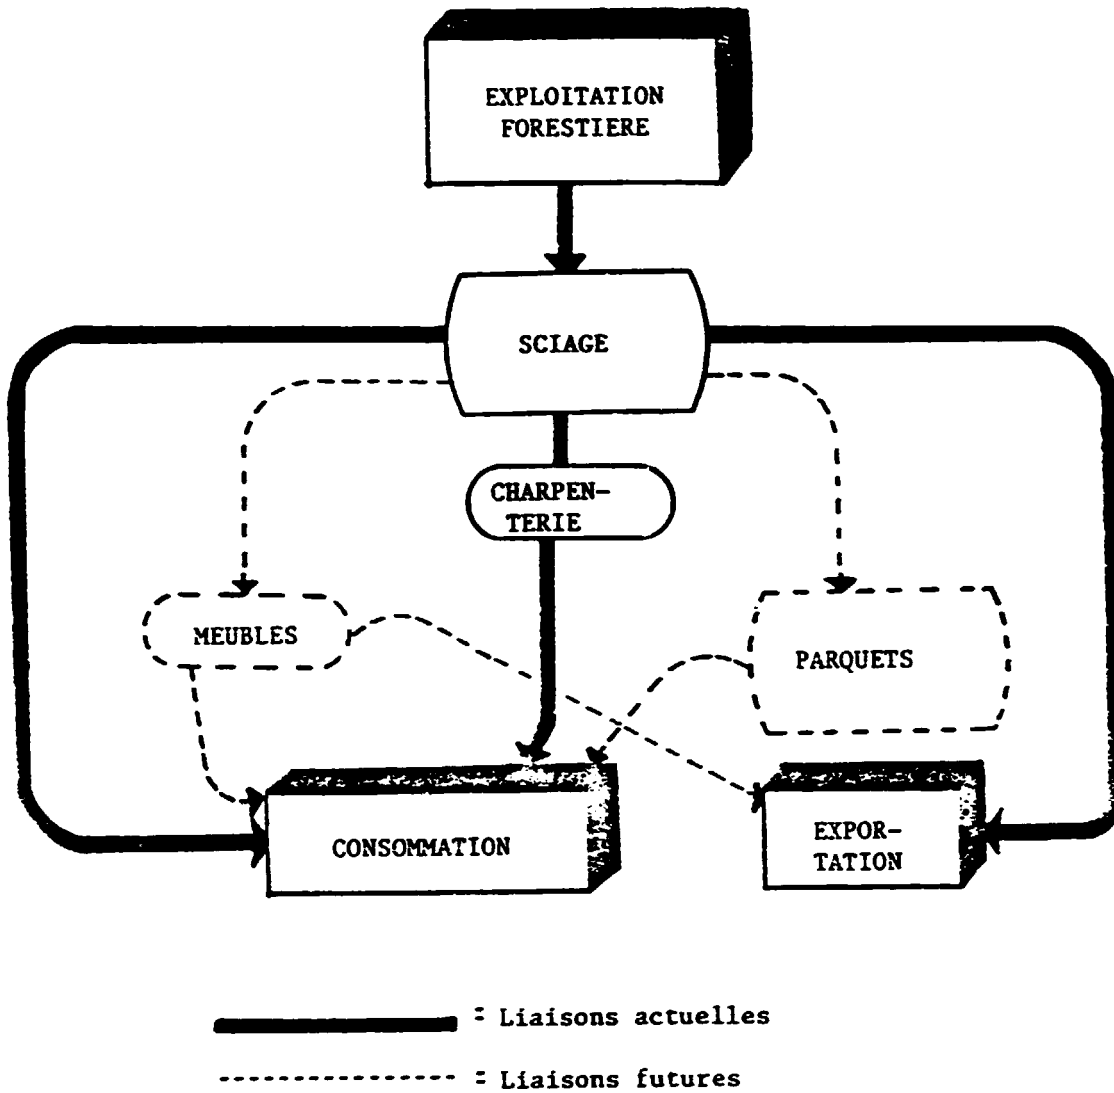 EXPLOITATION
FORESTIERE
SCIAGE
CHARPEN-
TERIE
MEUBLES
PARQUETS
CONSOMMATION
EXPOR-
TATION
= Liaisons actuelles
= Liaisons futures